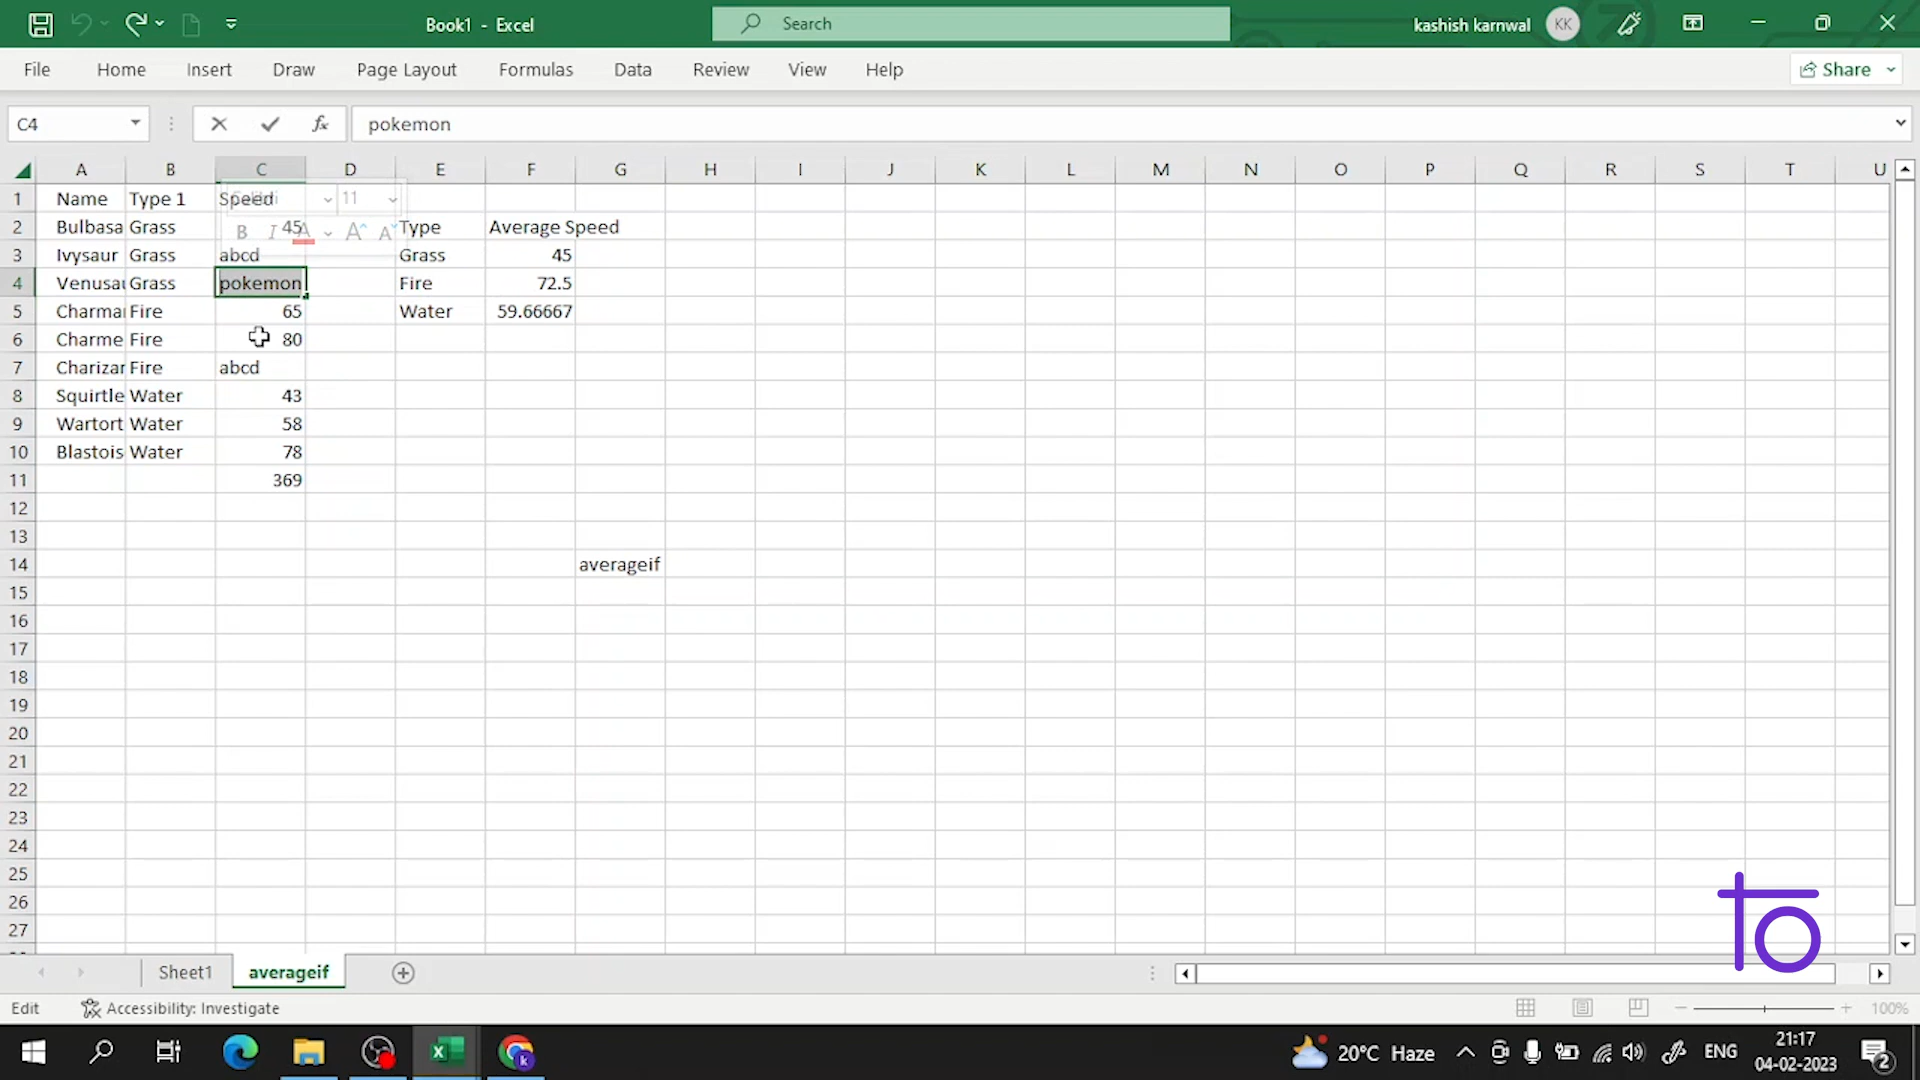 Book1 - Excel
Search
kashish karnwal
KK
File Home Insert Draw Page Layout Formulas Data Review View Help
Share
C4
fx
pokemon
A B C D E F G H I J K L M N O P Q R S T U
1 Name Type 1 Speed 11
2 Bulbasa Grass 45 Type Average Speed
B I A A A
3 Ivysaur Grass abcd Grass 45
4 Venusau Grass pokemon Fire 72.5
5 Charmai Fire 65 Water 59.66667
6 Charme Fire 80
7 Charizar Fire abcd
8 Squirtle Water 43
9 Wartort Water 58
10 Blastois Water 78
11 369
12
13
14 averageif
15
16
17
18
19
20
21
22
23
24
25
26
27
to
Sheet1 averageif
Edit Accessibility: Investigate
100%
20°C Haze
ENG
21:17
04-02-2023
2